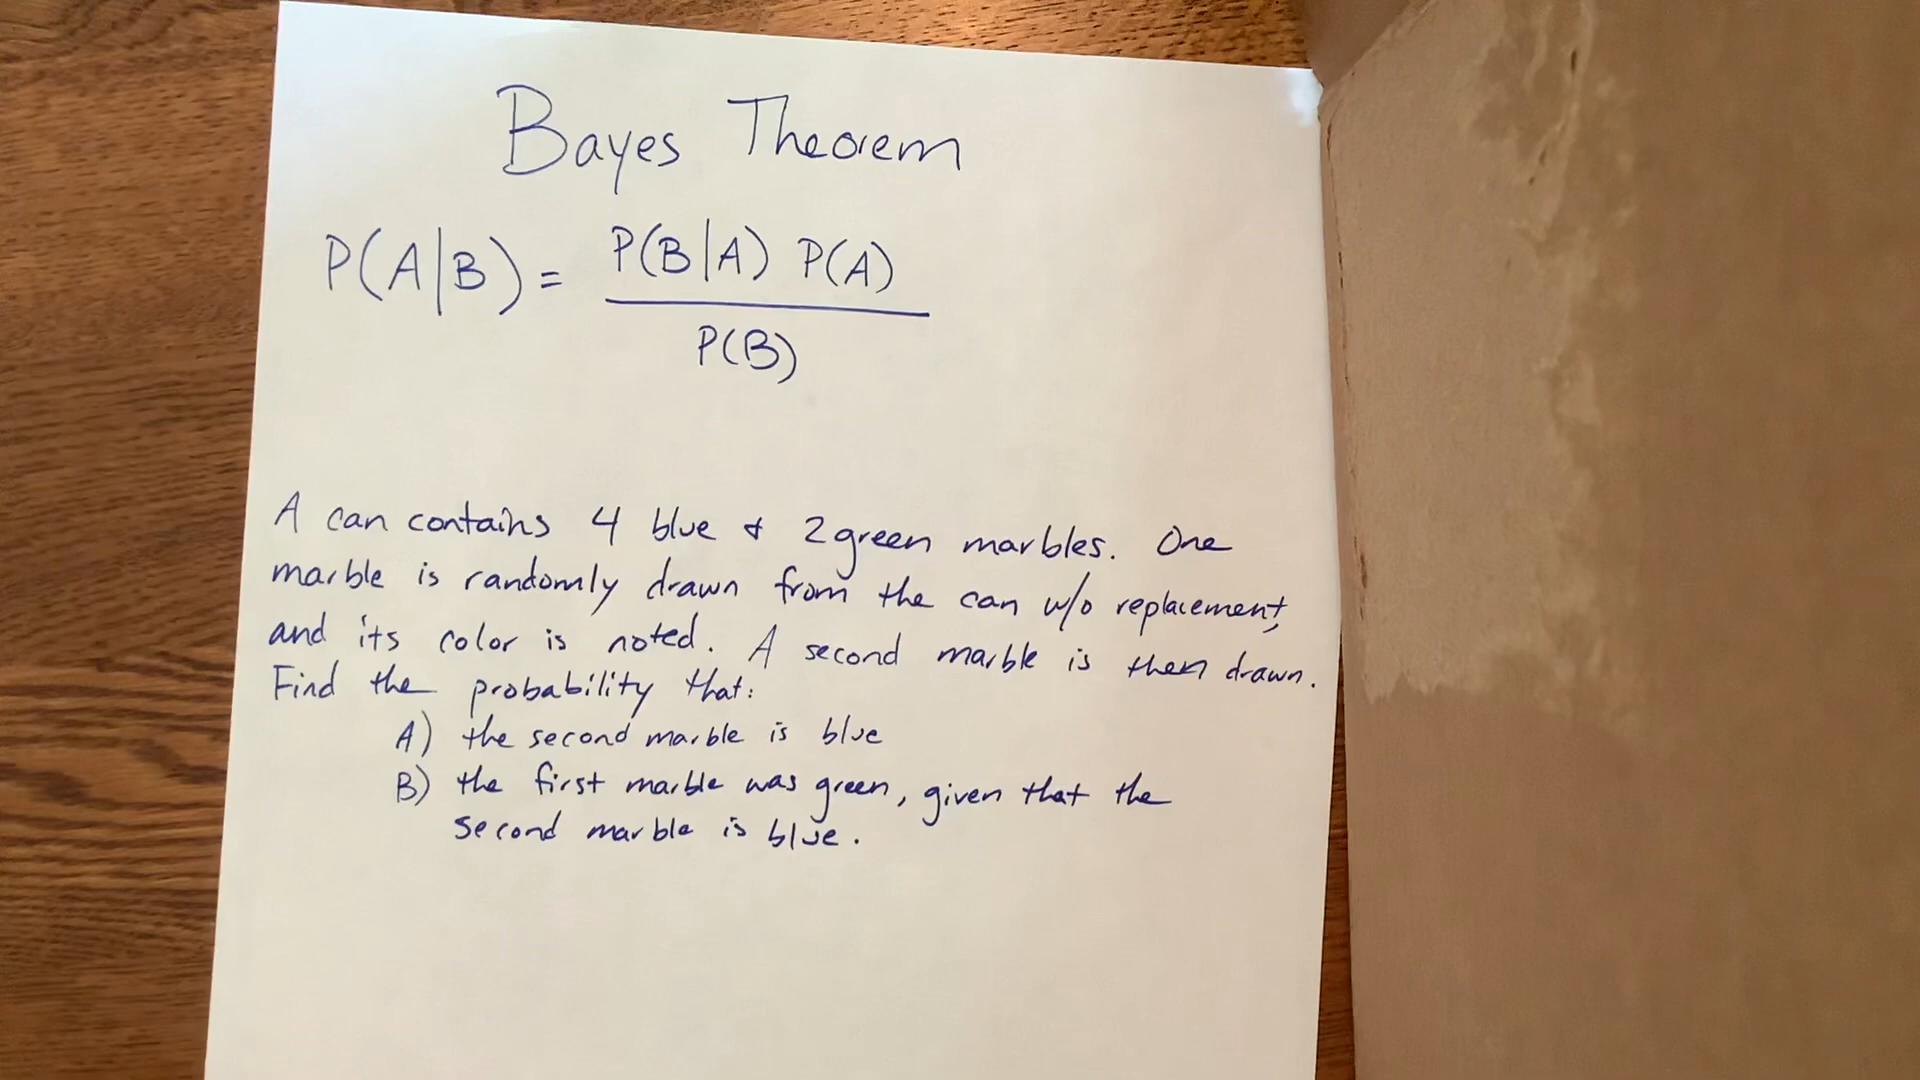 Bayes Theorem
P(A|B) = P(B|A) P(A)
P(B)
A can contains 4 blue & 2 green marbles. One
marble is randomly drawn from the can w/o replacement,
and its color is noted. A second marble is then drawn.
Find the probability that:
A) the second marble is blue
B) the first marble was green, given that the
second marble is blue.